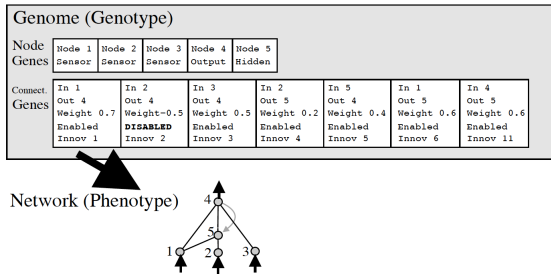 Genome (Genotype)
Node Genes
Node 1 Sensor
Node 2 Sensor
Node 3 Sensor
Node 4 Output
Node 5 Hidden
Connect. Genes
In 1
Out 4
Weight 0.7
Enabled
Innov 1
In 2
Out 4
Weight-0.5
DISABLED
Innov 2
In 3
Out 4
Weight 0.5
Enabled
Innov 3
In 2
Out 5
Weight 0.2
Enabled
Innov 4
In 5
Out 4
Weight 0.4
Enabled
Innov 5
In 1
Out 5
Weight 0.6
Enabled
Innov 6
In 4
Out 5
Weight 0.6
Enabled
Innov 11
Network (Phenotype)
4
5
1
2
3